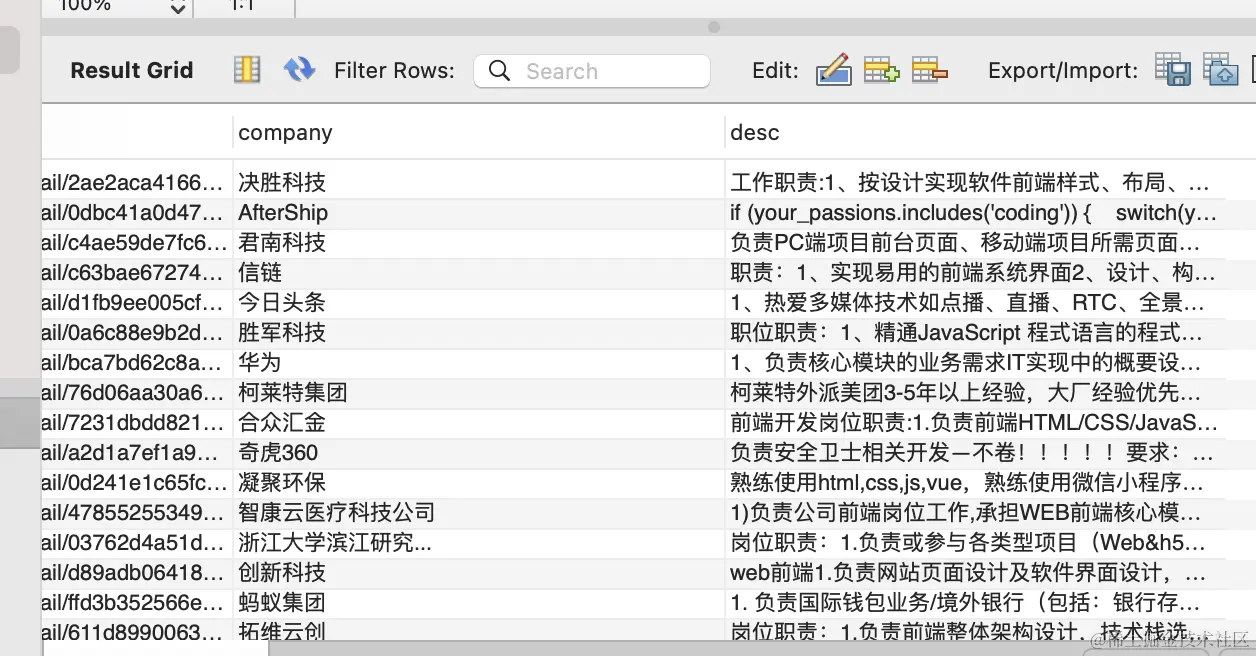 100% 1:1
Result Grid Filter Rows: Search Edit: Export/Import:
company desc
ail/2ae2aca4166... 决胜科技 工作职责:1、按设计实现软件前端样式、布局、...
ail/0dbc41a0d47... AfterShip if (your_passions.includes('coding')) { switch(y...
ail/c4ae59de7fc6... 君南科技 负责PC端项目前台页面、移动端项目所需页面...
ail/c63bae67274... 信链 职责：1、实现易用的前端系统界面2、设计、构...
ail/d1fb9ee005cf... 今日头条 1、热爱多媒体技术如点播、直播、RTC、全景...
ail/0a6c88e9b2d... 胜军科技 职位职责：1、精通JavaScript 程式语言的程式...
ail/bca7bd62c8a... 华为 1、负责核心模块的业务需求IT实现中的概要设...
ail/76d06aa30a6... 柯莱特集团 柯莱特外派美团3-5年以上经验，大厂经验优先...
ail/7231dbdd821... 合众汇金 前端开发岗位职责:1.负责前端HTML/CSS/JavaS...
ail/a2d1a7ef1a9... 奇虎360 负责安全卫士相关开发—不卷！！！！！要求：...
ail/0d241e1c65fc... 凝聚环保 熟练使用html,css,js,vue，熟练使用微信小程序...
ail/47855255349... 智康云医疗科技公司 1)负责公司前端岗位工作,承担WEB前端核心模...
ail/03762d4a51d... 浙江大学滨江研究... 岗位职责：1.负责或参与各类型项目（Web&h5...
ail/d89adb06418... 创新科技 web前端1.负责网站页面设计及软件界面设计，...
ail/ffd3b352566e... 蚂蚁集团 1. 负责国际钱包业务/境外银行（包括：银行存...
ail/611d8990063... 拓维云创 岗位职责：1.负责前端整体架构设计，技术栈选...
@稀土掘金技术社区